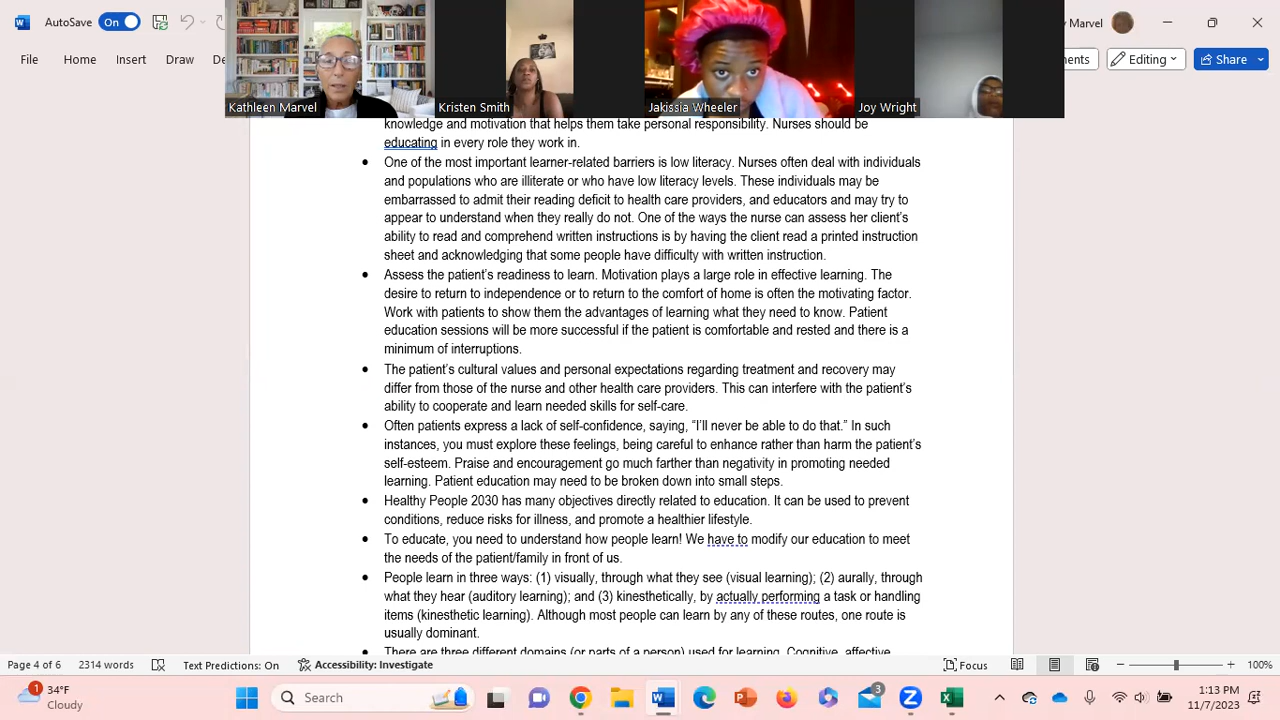 AutoSave On
y Marvel
File Home Insert Draw
ments Editing Share
Kathleen Marvel
Kristen Smith
Jakissia Wheeler
Joy Wright
knowledge and motivation that helps them take personal responsibility. Nurses should be
educating in every role they work in.
• One of the most important learner-related barriers is low literacy. Nurses often deal with individuals
and populations who are illiterate or who have low literacy levels. These individuals may be
embarrassed to admit their reading deficit to health care providers, and educators and may try to
appear to understand when they really do not. One of the ways the nurse can assess her client's
ability to read and comprehend written instructions is by having the client read a printed instruction
sheet and acknowledging that some people have difficulty with written instruction.
• Assess the patient's readiness to learn. Motivation plays a large role in effective learning. The
desire to return to independence or to return to the comfort of home is often the motivating factor.
Work with patients to show them the advantages of learning what they need to know. Patient
education sessions will be more successful if the patient is comfortable and rested and there is a
minimum of interruptions.
• The patient's cultural values and personal expectations regarding treatment and recovery may
differ from those of the nurse and other health care providers. This can interfere with the patient's
ability to cooperate and learn needed skills for self-care.
• Often patients express a lack of self-confidence, saying, “I'll never be able to do that.” In such
instances, you must explore these feelings, being careful to enhance rather than harm the patient's
self-esteem. Praise and encouragement go much farther than negativity in promoting needed
learning. Patient education may need to be broken down into small steps.
• Healthy People 2030 has many objectives directly related to education. It can be used to prevent
conditions, reduce risks for illness, and promote a healthier lifestyle.
• To educate, you need to understand how people learn! We have to modify our education to meet
the needs of the patient/family in front of us.
• People learn in three ways: (1) visually, through what they see (visual learning); (2) aurally, through
what they hear (auditory learning); and (3) kinesthetically, by actually performing a task or handling
items (kinesthetic learning). Although most people can learn by any of these routes, one route is
usually dominant.
• There are three different domains (or parts of a person) used for learning. Cognitive, affective
Page 4 of 6 2314 words Text Predictions: On Accessibility: Investigate Focus 100%
1 34°F
Cloudy
Search
3
1:13 PM
11/7/2023